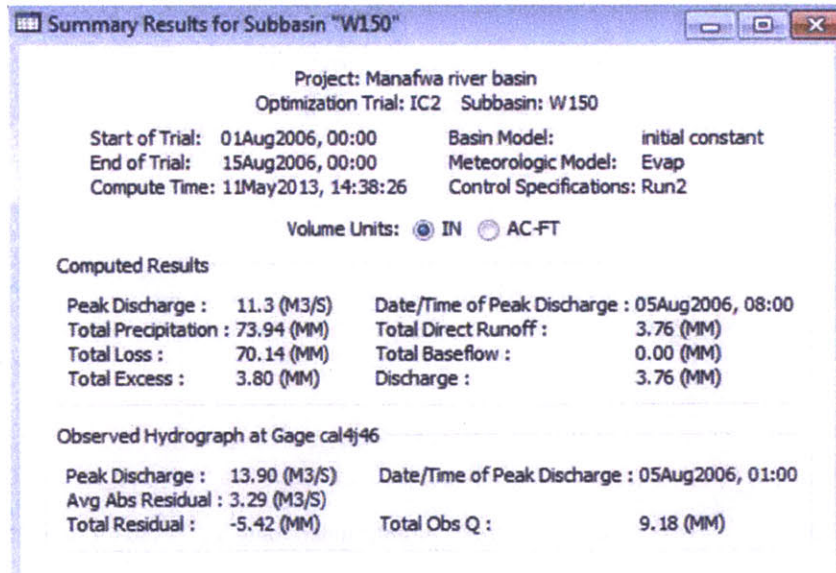 Summary Results for Subbasin "W150"
Project: Manafwa river basin
Optimization Trial: IC2 Subbasin: W150
Start of Trial: 01Aug2006, 00:00 Basin Model: initial constant
End of Trial: 15Aug2006, 00:00 Meteorologic Model: Evap
Compute Time: 11May2013, 14:38:26 Control Specifications: Run2
Volume Units: IN AC-FT
Computed Results
Peak Discharge : 11.3 (M3/S) Date/Time of Peak Discharge : 05Aug2006, 08:00
Total Precipitation : 73.94 (MM) Total Direct Runoff : 3.76 (MM)
Total Loss : 70.14 (MM) Total Baseflow : 0.00 (MM)
Total Excess : 3.80 (MM) Discharge : 3.76 (MM)
Observed Hydrograph at Gage cal4j46
Peak Discharge : 13.90 (M3/S) Date/Time of Peak Discharge : 05Aug2006, 01:00
Avg Abs Residual : 3.29 (M3/S)
Total Residual : -5.42 (MM) Total Obs Q : 9.18 (MM)